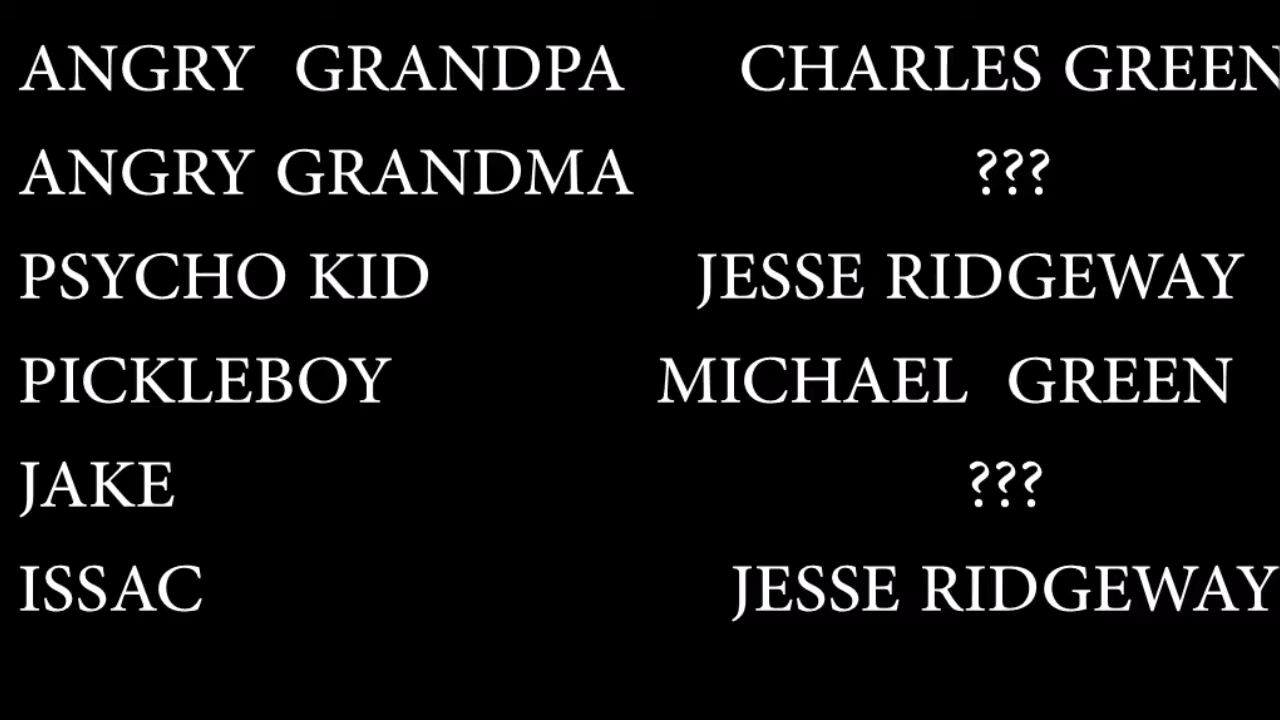 ANGRY GRANDPA CHARLES GREEN
ANGRY GRANDMA ???
PSYCHO KID JESSE RIDGEWAY
PICKLEBOY MICHAEL GREEN
JAKE ???
ISSAC JESSE RIDGEWAY